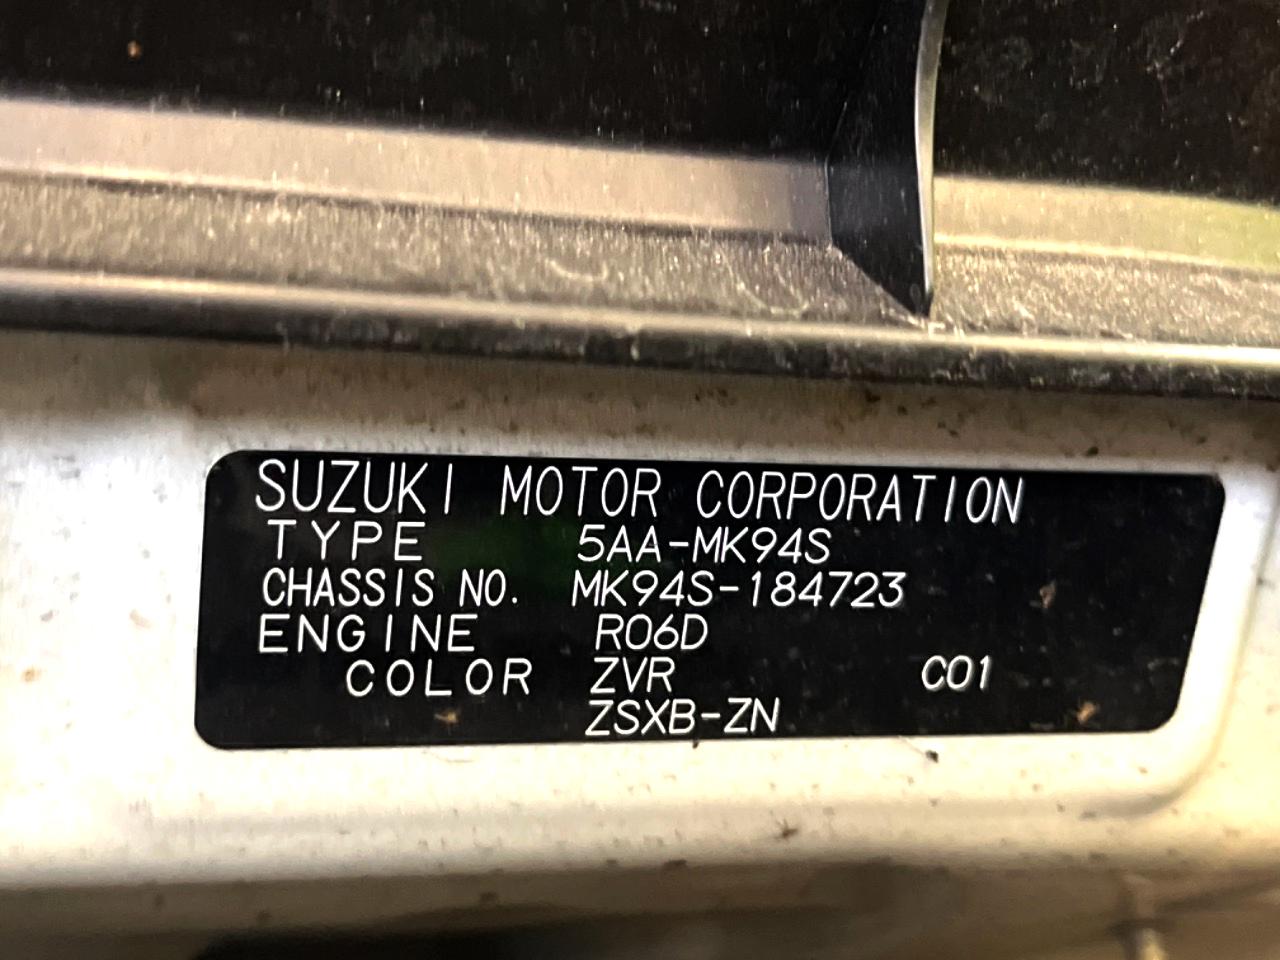 SUZUKI MOTOR CORPORATION
TYPE 5AA-MK94S
CHASSIS NO. MK94S-184723
ENGINE R06D
COLOR ZVR C01
ZSXB-ZN